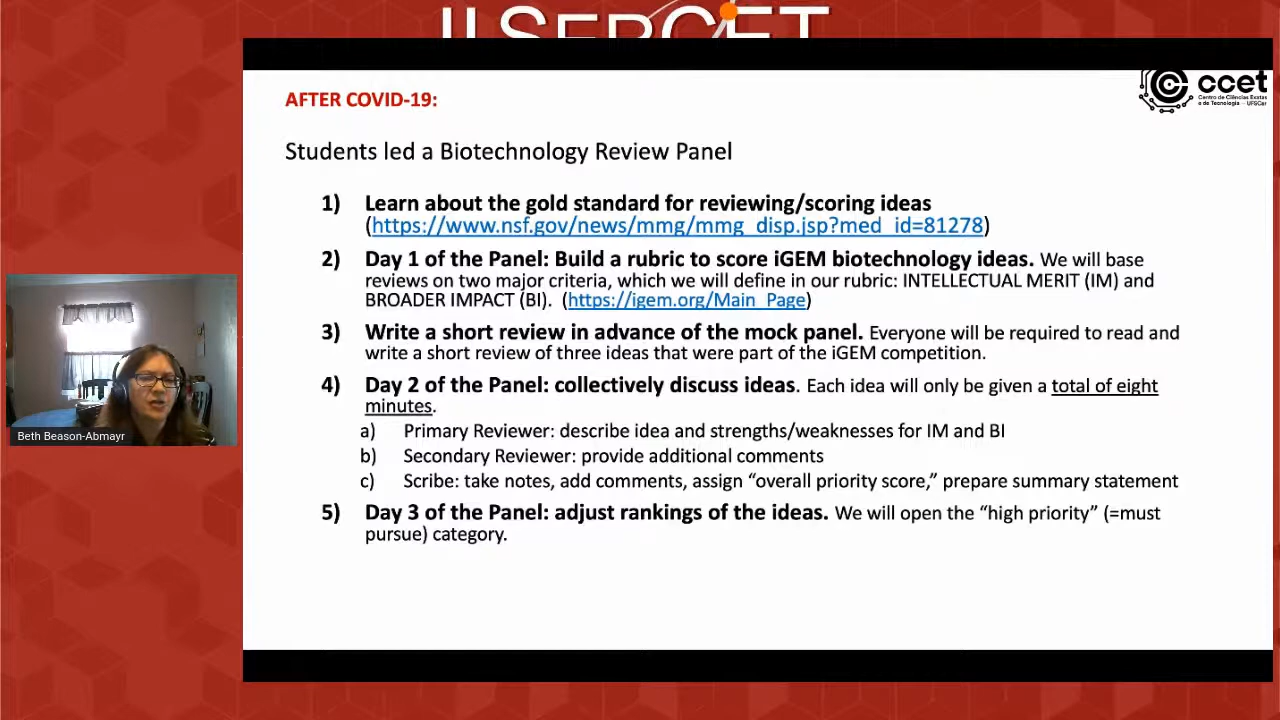 AFTER COVID-19:
ccet
Centro de Ciências Exatas
e de Tecnologia - UFSCar
Students led a Biotechnology Review Panel
1) Learn about the gold standard for reviewing/scoring ideas
(https://www.nsf.gov/news/mmg/mmg_disp.jsp?med_id=81278)
2) Day 1 of the Panel: Build a rubric to score iGEM biotechnology ideas. We will base
reviews on two major criteria, which we will define in our rubric: INTELLECTUAL MERIT (IM) and
BROADER IMPACT (BI). (https://igem.org/Main_Page)
3) Write a short review in advance of the mock panel. Everyone will be required to read and
write a short review of three ideas that were part of the iGEM competition.
4) Day 2 of the Panel: collectively discuss ideas. Each idea will only be given a total of eight
minutes.
a) Primary Reviewer: describe idea and strengths/weaknesses for IM and BI
b) Secondary Reviewer: provide additional comments
c) Scribe: take notes, add comments, assign “overall priority score,” prepare summary statement
5) Day 3 of the Panel: adjust rankings of the ideas. We will open the “high priority” (=must
pursue) category.
Beth Beason-Abmayr